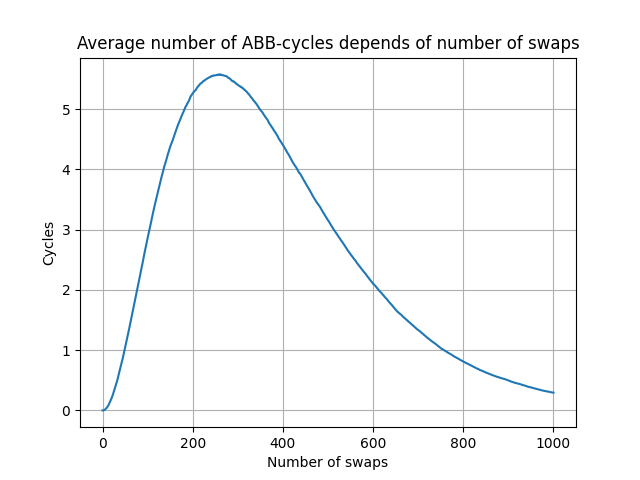 Average number of ABB-cycles depends of number of swaps
5
4
3
2
1
0
Cycles
0 200 400 600 800 1000
Number of swaps